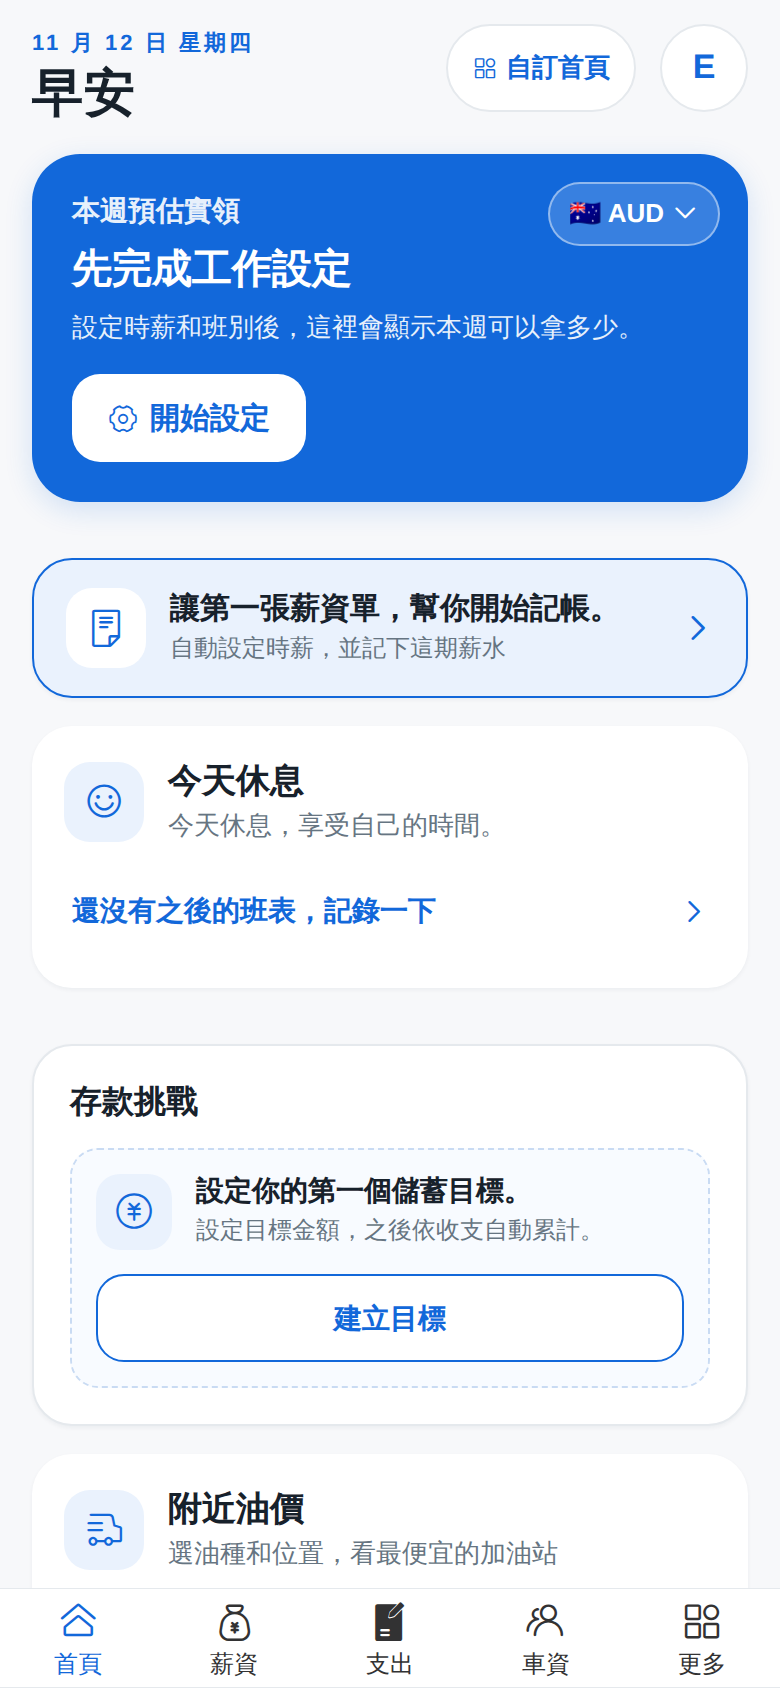 11 月 12 日 星期四
早安
自訂首頁
E
本週預估實領
AUD
先完成工作設定
設定時薪和班別後，這裡會顯示本週可以拿多少。
開始設定
讓第一張薪資單，幫你開始記帳。
自動設定時薪，並記下這期薪水
今天休息
今天休息，享受自己的時間。
還沒有之後的班表，記錄一下
存款挑戰
設定你的第一個儲蓄目標。
設定目標金額，之後依收支自動累計。
建立目標
附近油價
選油種和位置，看最便宜的加油站
首頁
薪資
支出
車資
更多